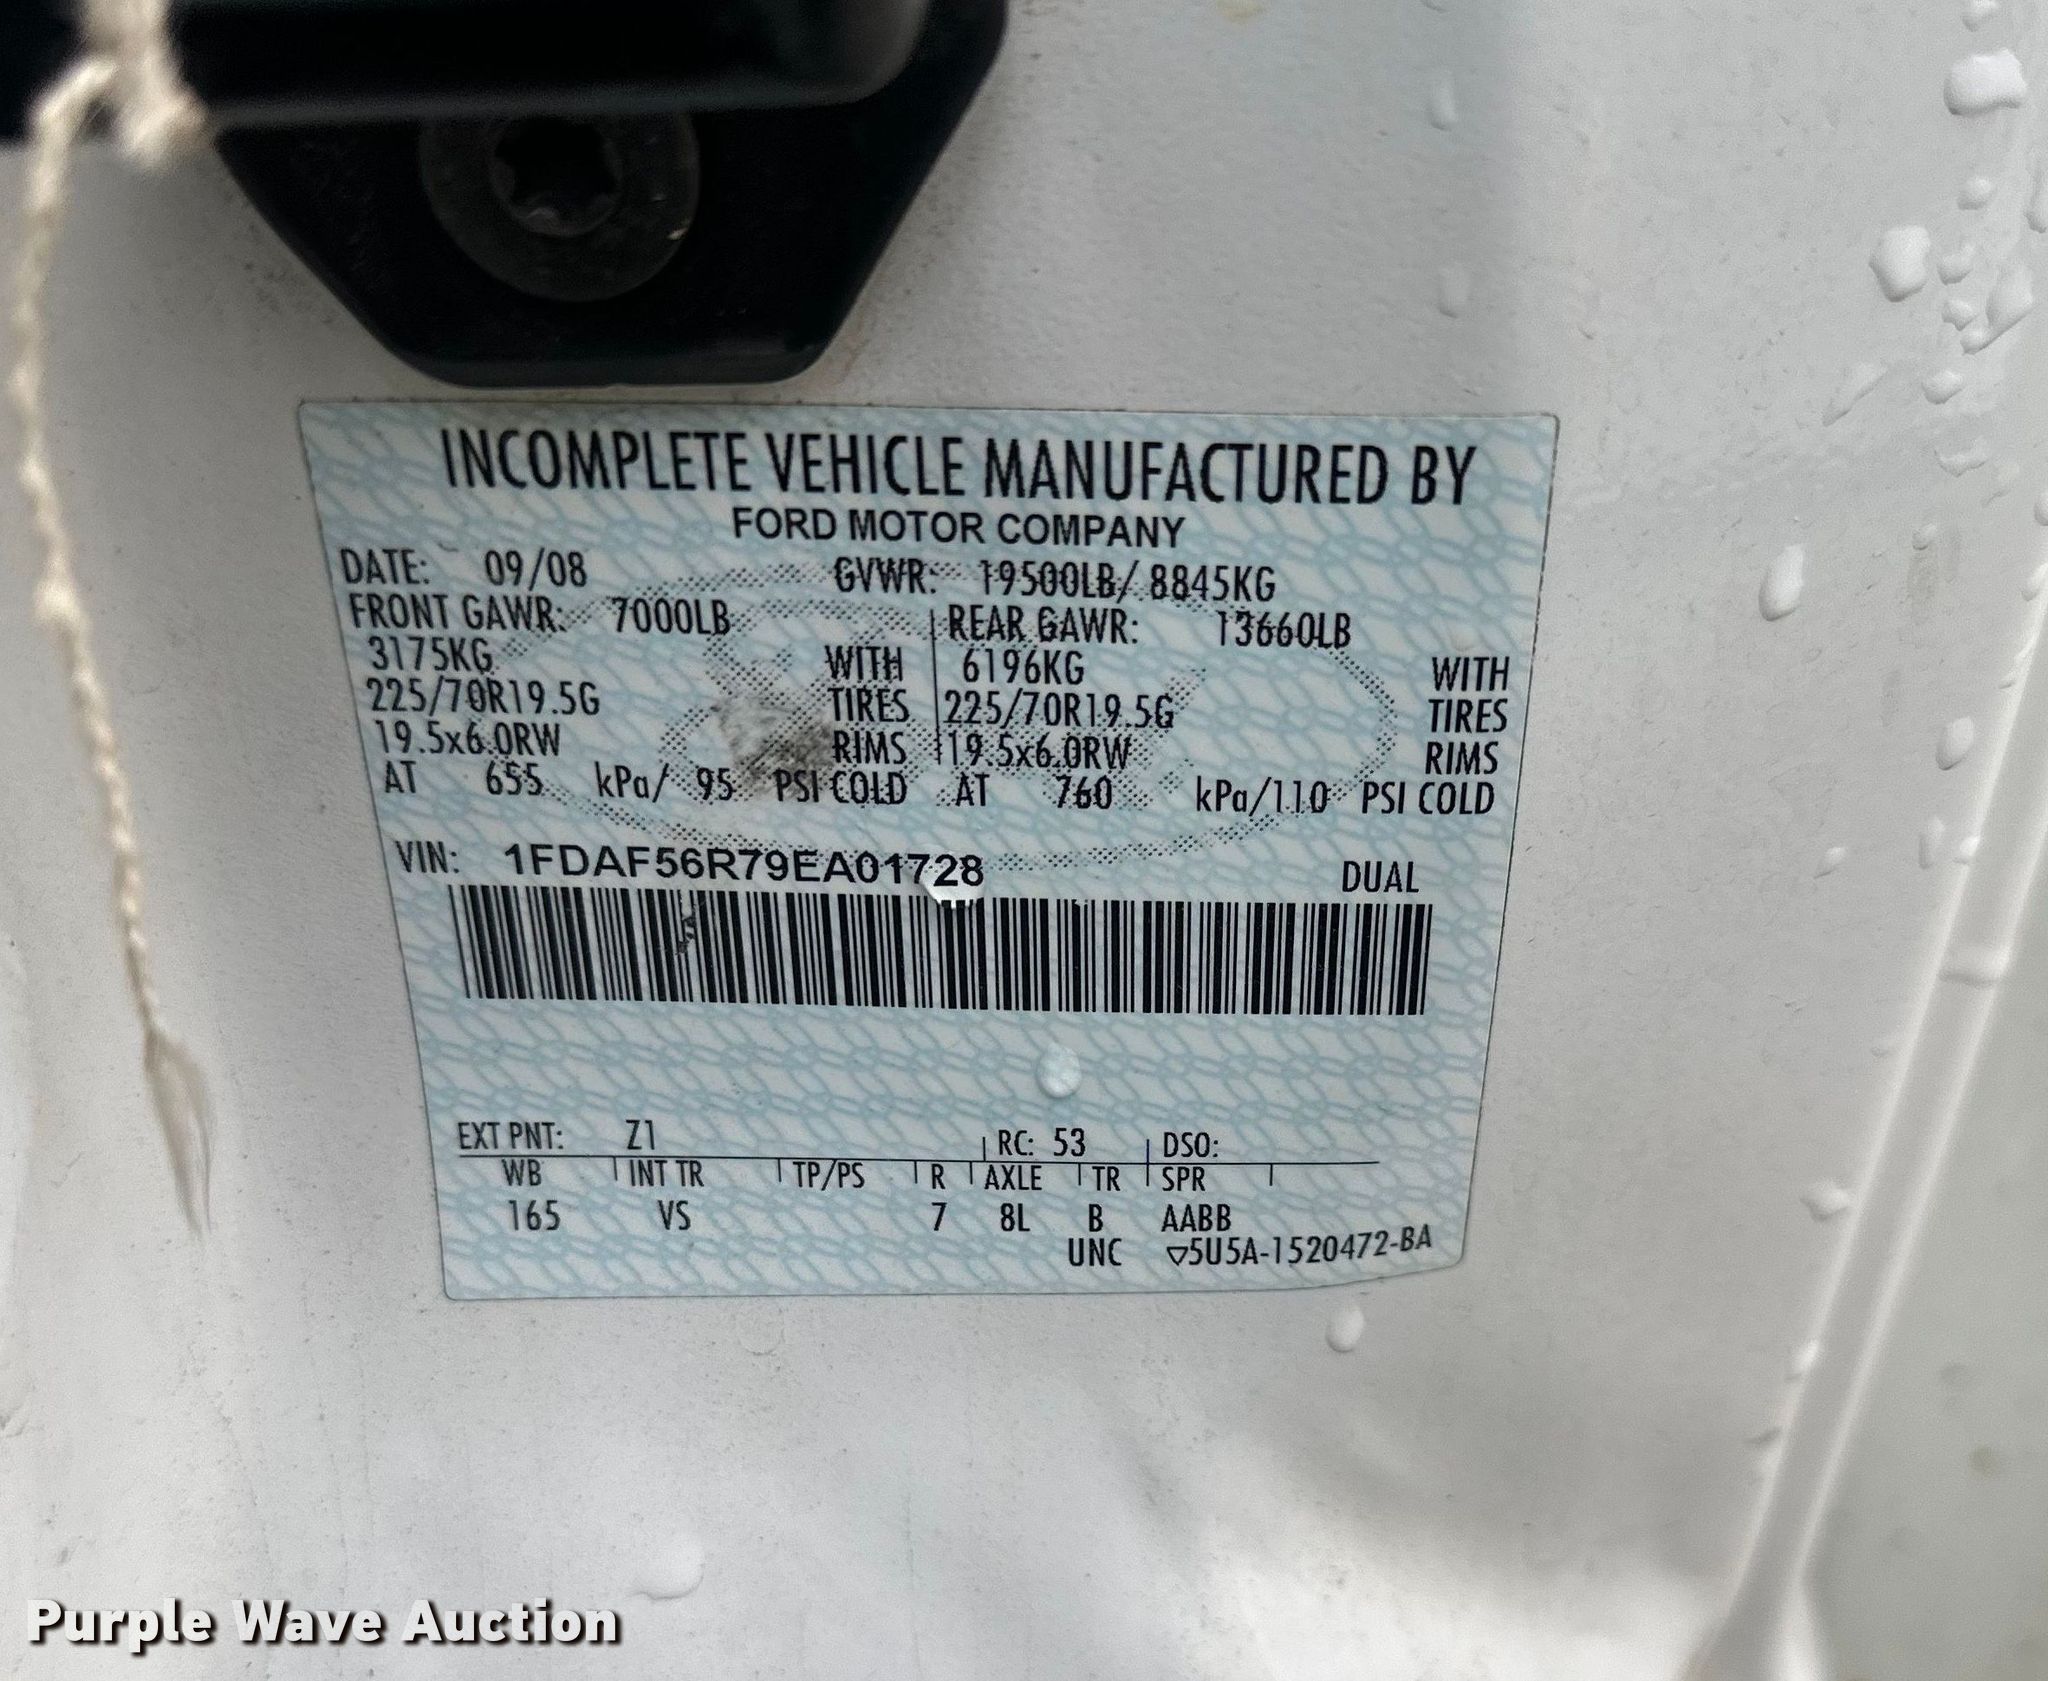 INCOMPLETE VEHICLE MANUFACTURED BY
FORD MOTOR COMPANY
DATE: 09/08 GVWR: 19500LB/ 8845KG
FRONT GAWR: 7000LB REAR GAWR: 13660LB
3175KG WITH 6196KG WITH
225/70R19.5G TIRES 225/70R19.5G TIRES
19.5x6.0RW RIMS 19.5x6.0RW RIMS
AT 655 kPa/ 95 PSI COLD AT 760 kPa/110 PSI COLD
VIN: 1FDAF56R79EA01728 DUAL
EXT PNT: Z1 RC: 53 DSO:
WB INT TR TP/PS R AXLE TR SPR
165 VS 7 8L B AABB
UNC ▽5U5A-1520472-BA
Purple Wave Auction